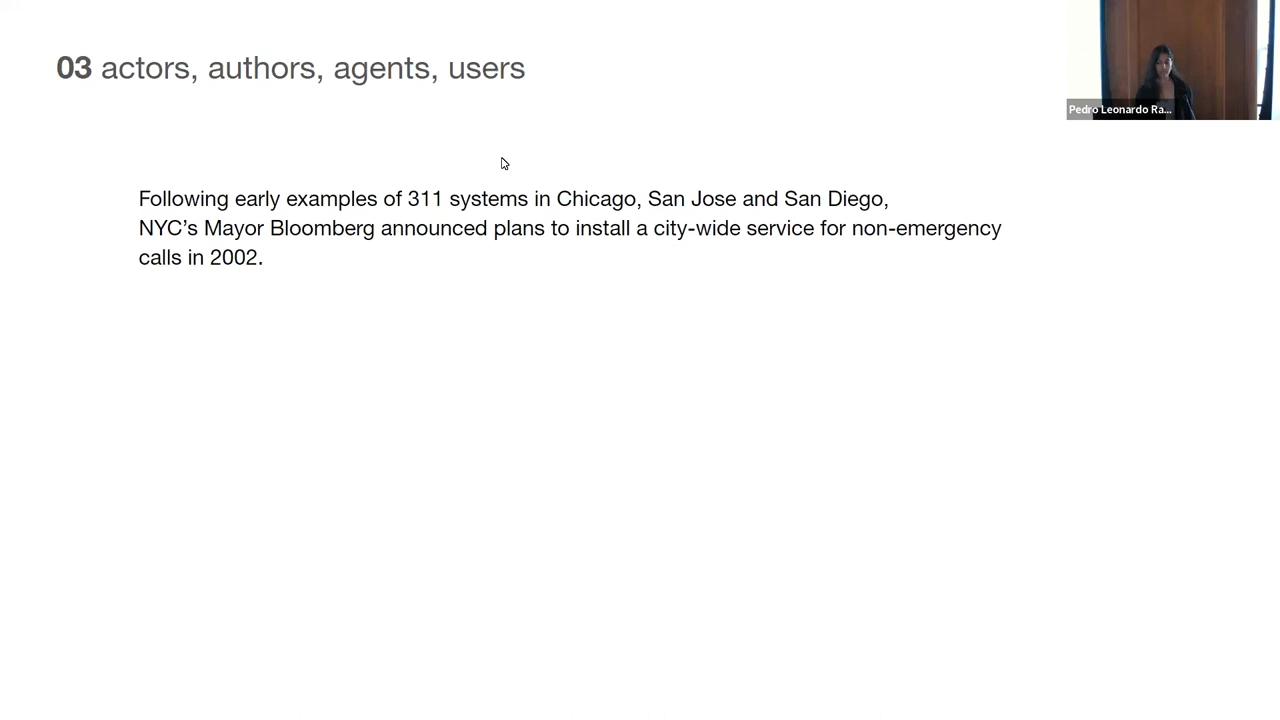 03 actors, authors, agents, users
Pedro Leonardo Ra...
Following early examples of 311 systems in Chicago, San Jose and San Diego,
NYC’s Mayor Bloomberg announced plans to install a city-wide service for non-emergency
calls in 2002.